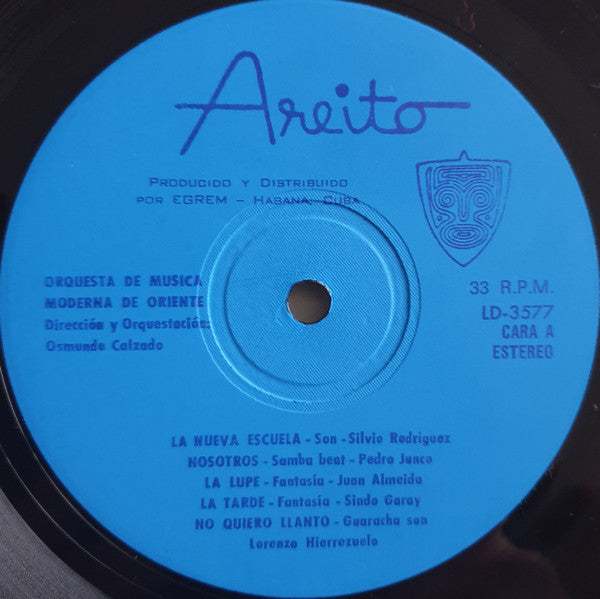 Areito
PRODUCIDO Y DISTRIBUIDO
POR EGREM – HABANA, CUBA
ORQUESTA DE MUSICA
MODERNA DE ORIENTE
Dirección y Orquestación:
Osmundo Calzado
33 R.P.M.
LD-3577
CARA A
ESTEREO
LA NUEVA ESCUELA - Son - Silvio Rodríguez
NOSOTROS - Samba beat - Pedro Junco
LA LUPE - Fantasía - Juan Almeida
LA TARDE - Fantasía - Sindo Garay
NO QUIERO LLANTO - Guaracha son
Lorenzo Hierrezuelo